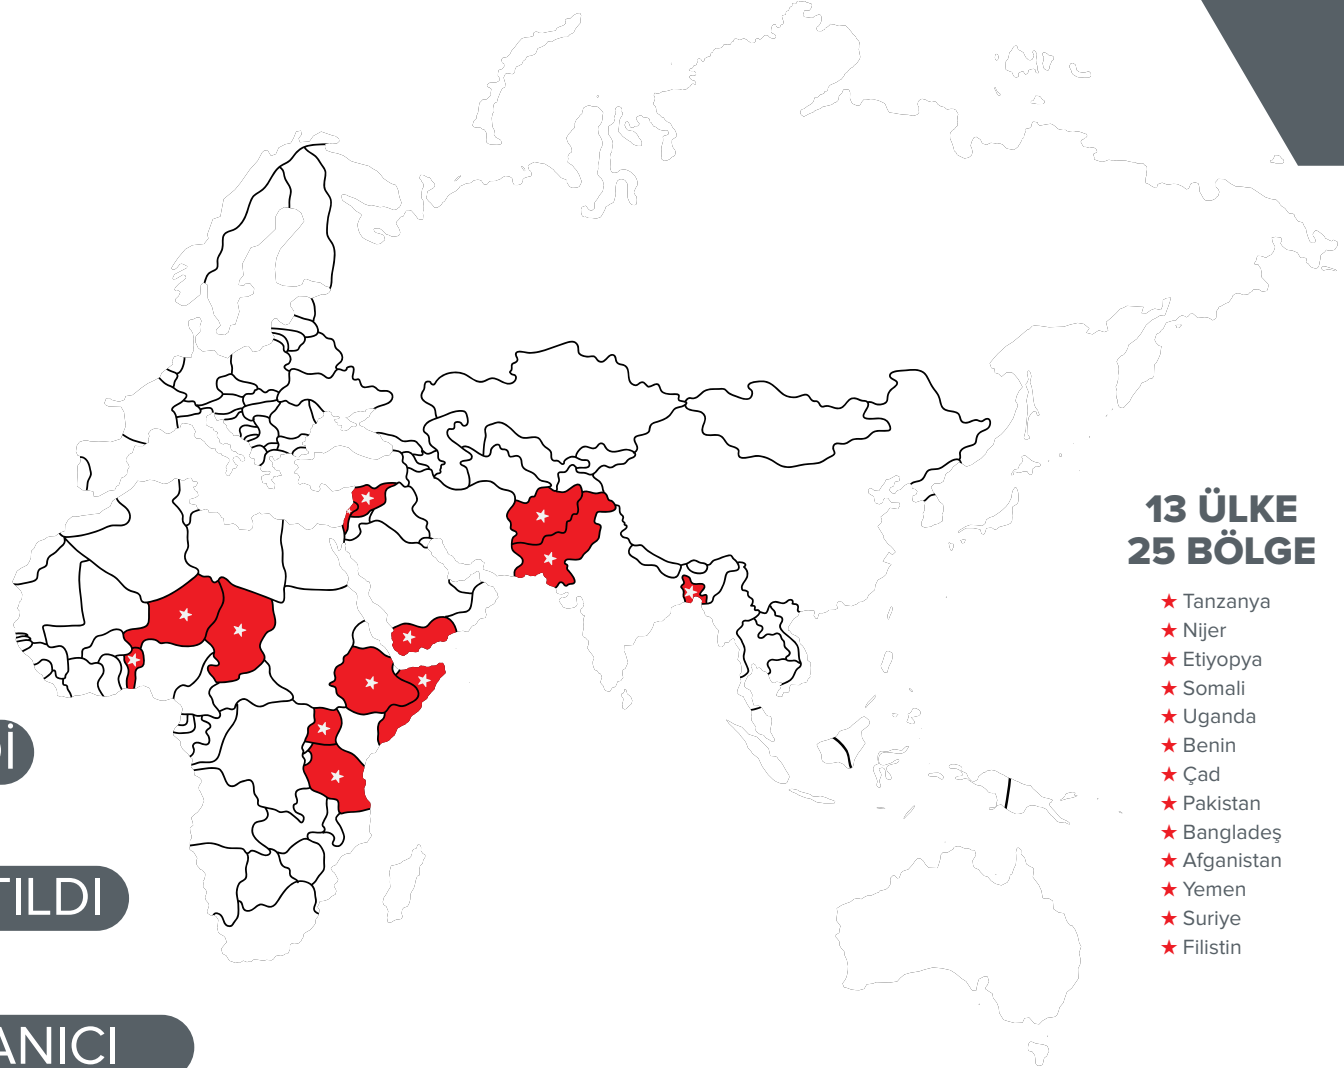 13 ÜLKE
25 BÖLGE
Tanzanya
Nijer
Etiyopya
Somali
Uganda
Benin
Çad
Pakistan
Bangladeş
Afganistan
Yemen
Suriye
Filistin
İ
TILDI
ANICI